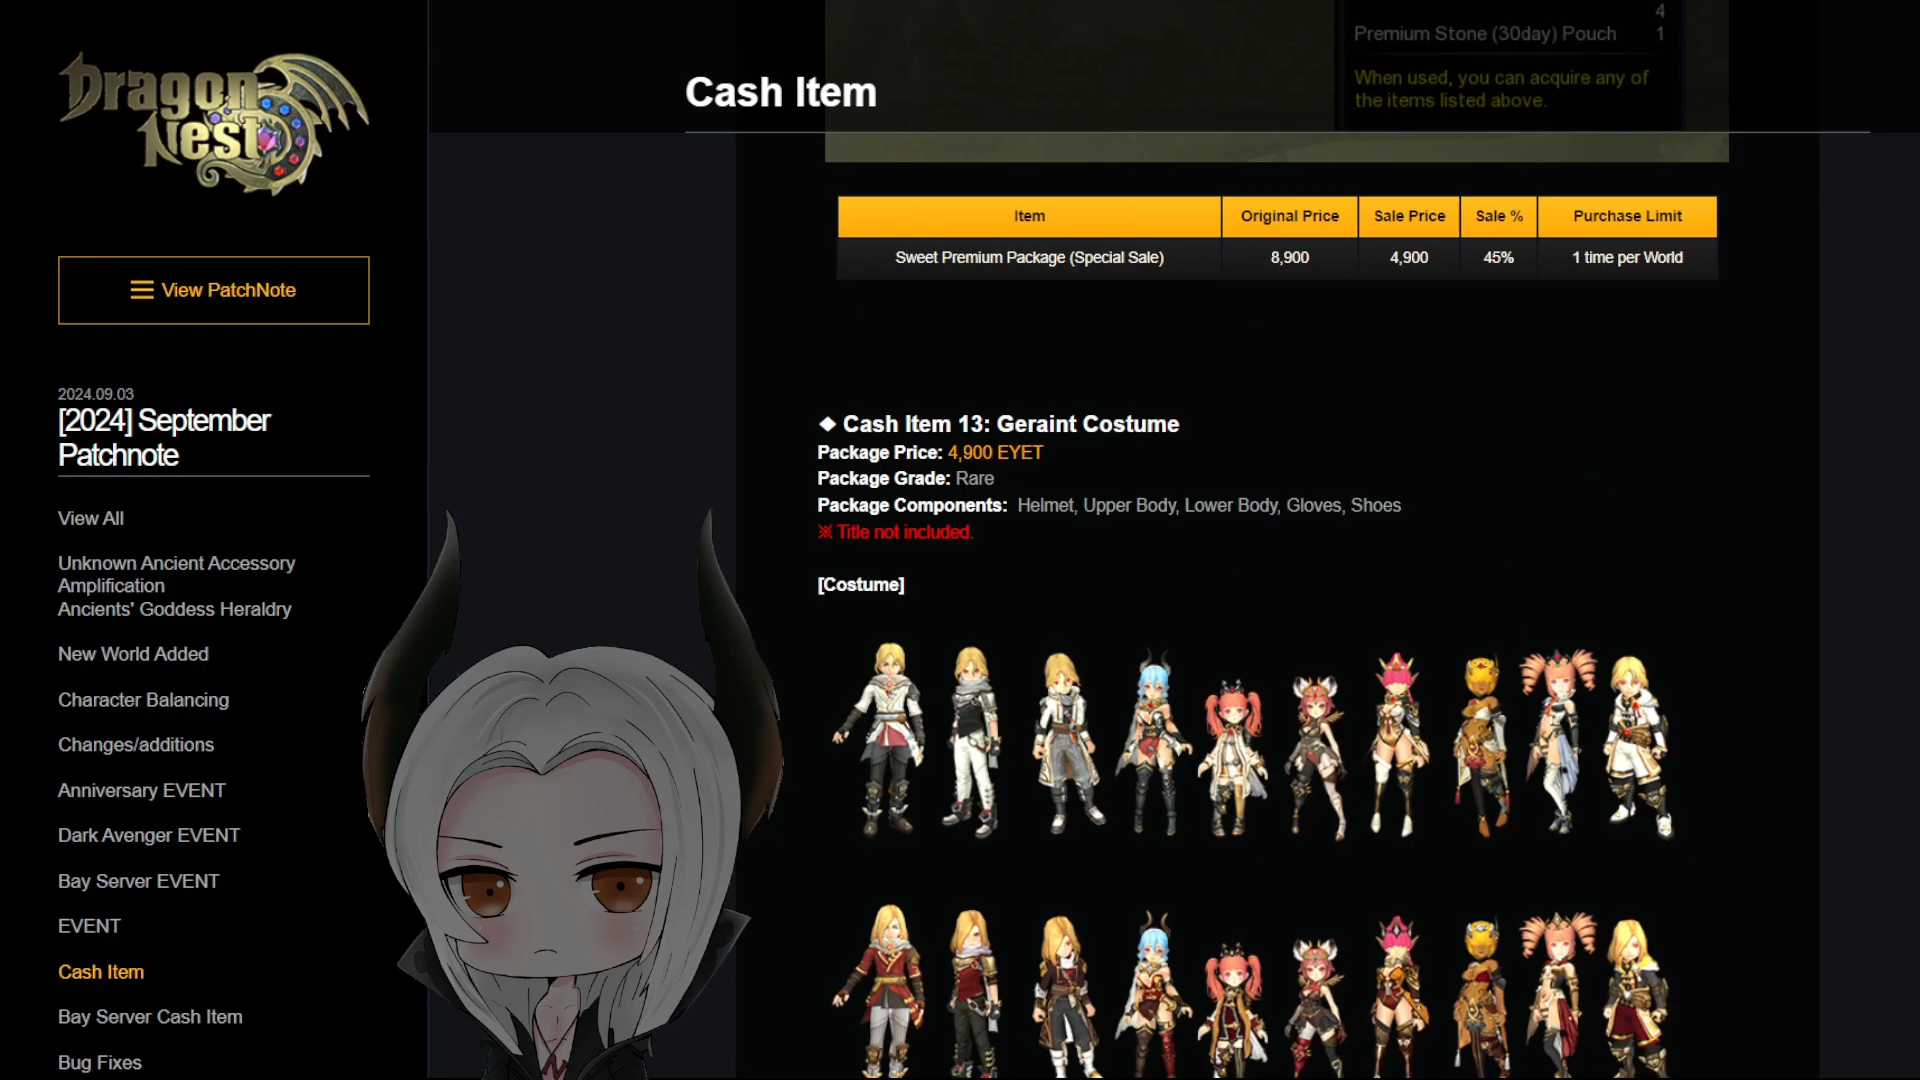 Dragon
Nest
View PatchNote
2024.09.03
[2024] September
Patchnote
View All
Unknown Ancient Accessory
Amplification
Ancients' Goddess Heraldry
New World Added
Character Balancing
Changes/additions
Anniversary EVENT
Dark Avenger EVENT
Bay Server EVENT
EVENT
Cash Item
Bay Server Cash Item
Bug Fixes
Cash Item
4
Premium Stone (30day) Pouch 1
When used, you can acquire any of
the items listed above.
Item Original Price Sale Price Sale % Purchase Limit
Sweet Premium Package (Special Sale) 8,900 4,900 45% 1 time per World
◆ Cash Item 13: Geraint Costume
Package Price: 4,900 EYET
Package Grade: Rare
Package Components: Helmet, Upper Body, Lower Body, Gloves, Shoes
※ Title not included.
[Costume]